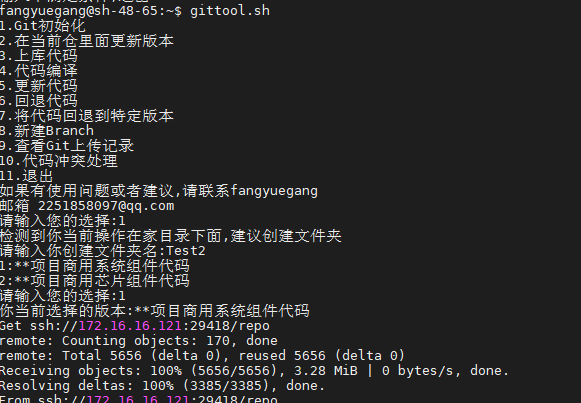 fangyuegang@sh-48-65:~$ gittool.sh
1.Git初始化
2.在当前仓里面更新版本
3.上库代码
4.代码编译
5.更新代码
6.回退代码
7.将代码回退到特定版本
8.新建Branch
9.查看Git上传记录
10.代码冲突处理
11.退出
如果有使用问题或者建议,请联系fangyuegang
邮箱 2251858097@qq.com
请输入您的选择:1
检测到你当前操作在家目录下面,建议创建文件夹
请输入你创建文件夹名:Test2
1:**项目商用系统组件代码
2:**项目商用芯片组件代码
请输入您的选择:1
你当前选择的版本:**项目商用系统组件代码
Get ssh://172.16.16.121:29418/repo
remote: Counting objects: 170, done
remote: Total 5656 (delta 0), reused 5656 (delta 0)
Receiving objects: 100% (5656/5656), 3.28 MiB | 0 bytes/s, done.
Resolving deltas: 100% (3385/3385), done.
From ssh://172.16.16.121:29418/repo